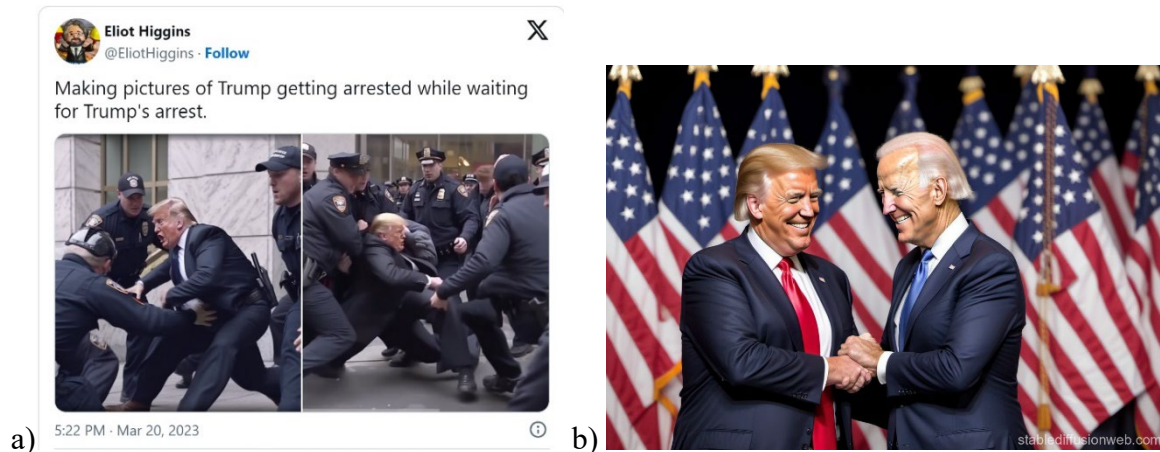 Eliot Higgins
@EliotHiggins · Follow
Making pictures of Trump getting arrested while waiting
for Trump's arrest.
5:22 PM · Mar 20, 2023
a)
b)
stablediffusionweb.com